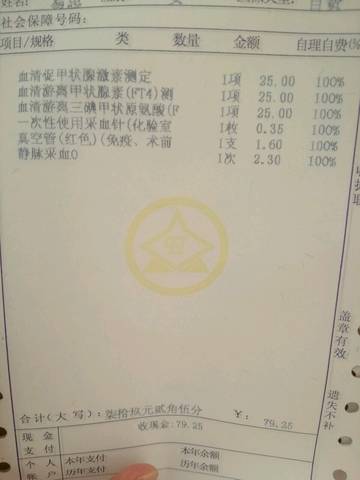 姓名:
社会保障号码:
项目/规格 类 数量 金额 自理自费(%)
血清促甲状腺激素测定 1项 25.00 100%
血清游离甲状腺素(FT4)测 1项 25.00 100%
血清游离三碘甲状原氨酸(F 1项 25.00 100%
一次性使用采血针(化验室 1枚 0.35 100%
真空管(红色)(免疫、术前 1支 1.60 100%
静脉采血O 1次 2.30 100%
盖章有效
遗失不补
合计(大写):柒拾玖元贰角伍分 ¥: 79.25
收现金:79.25
现金
支付
个人 本年支付 本年余额
账户 历年支付 历年余额